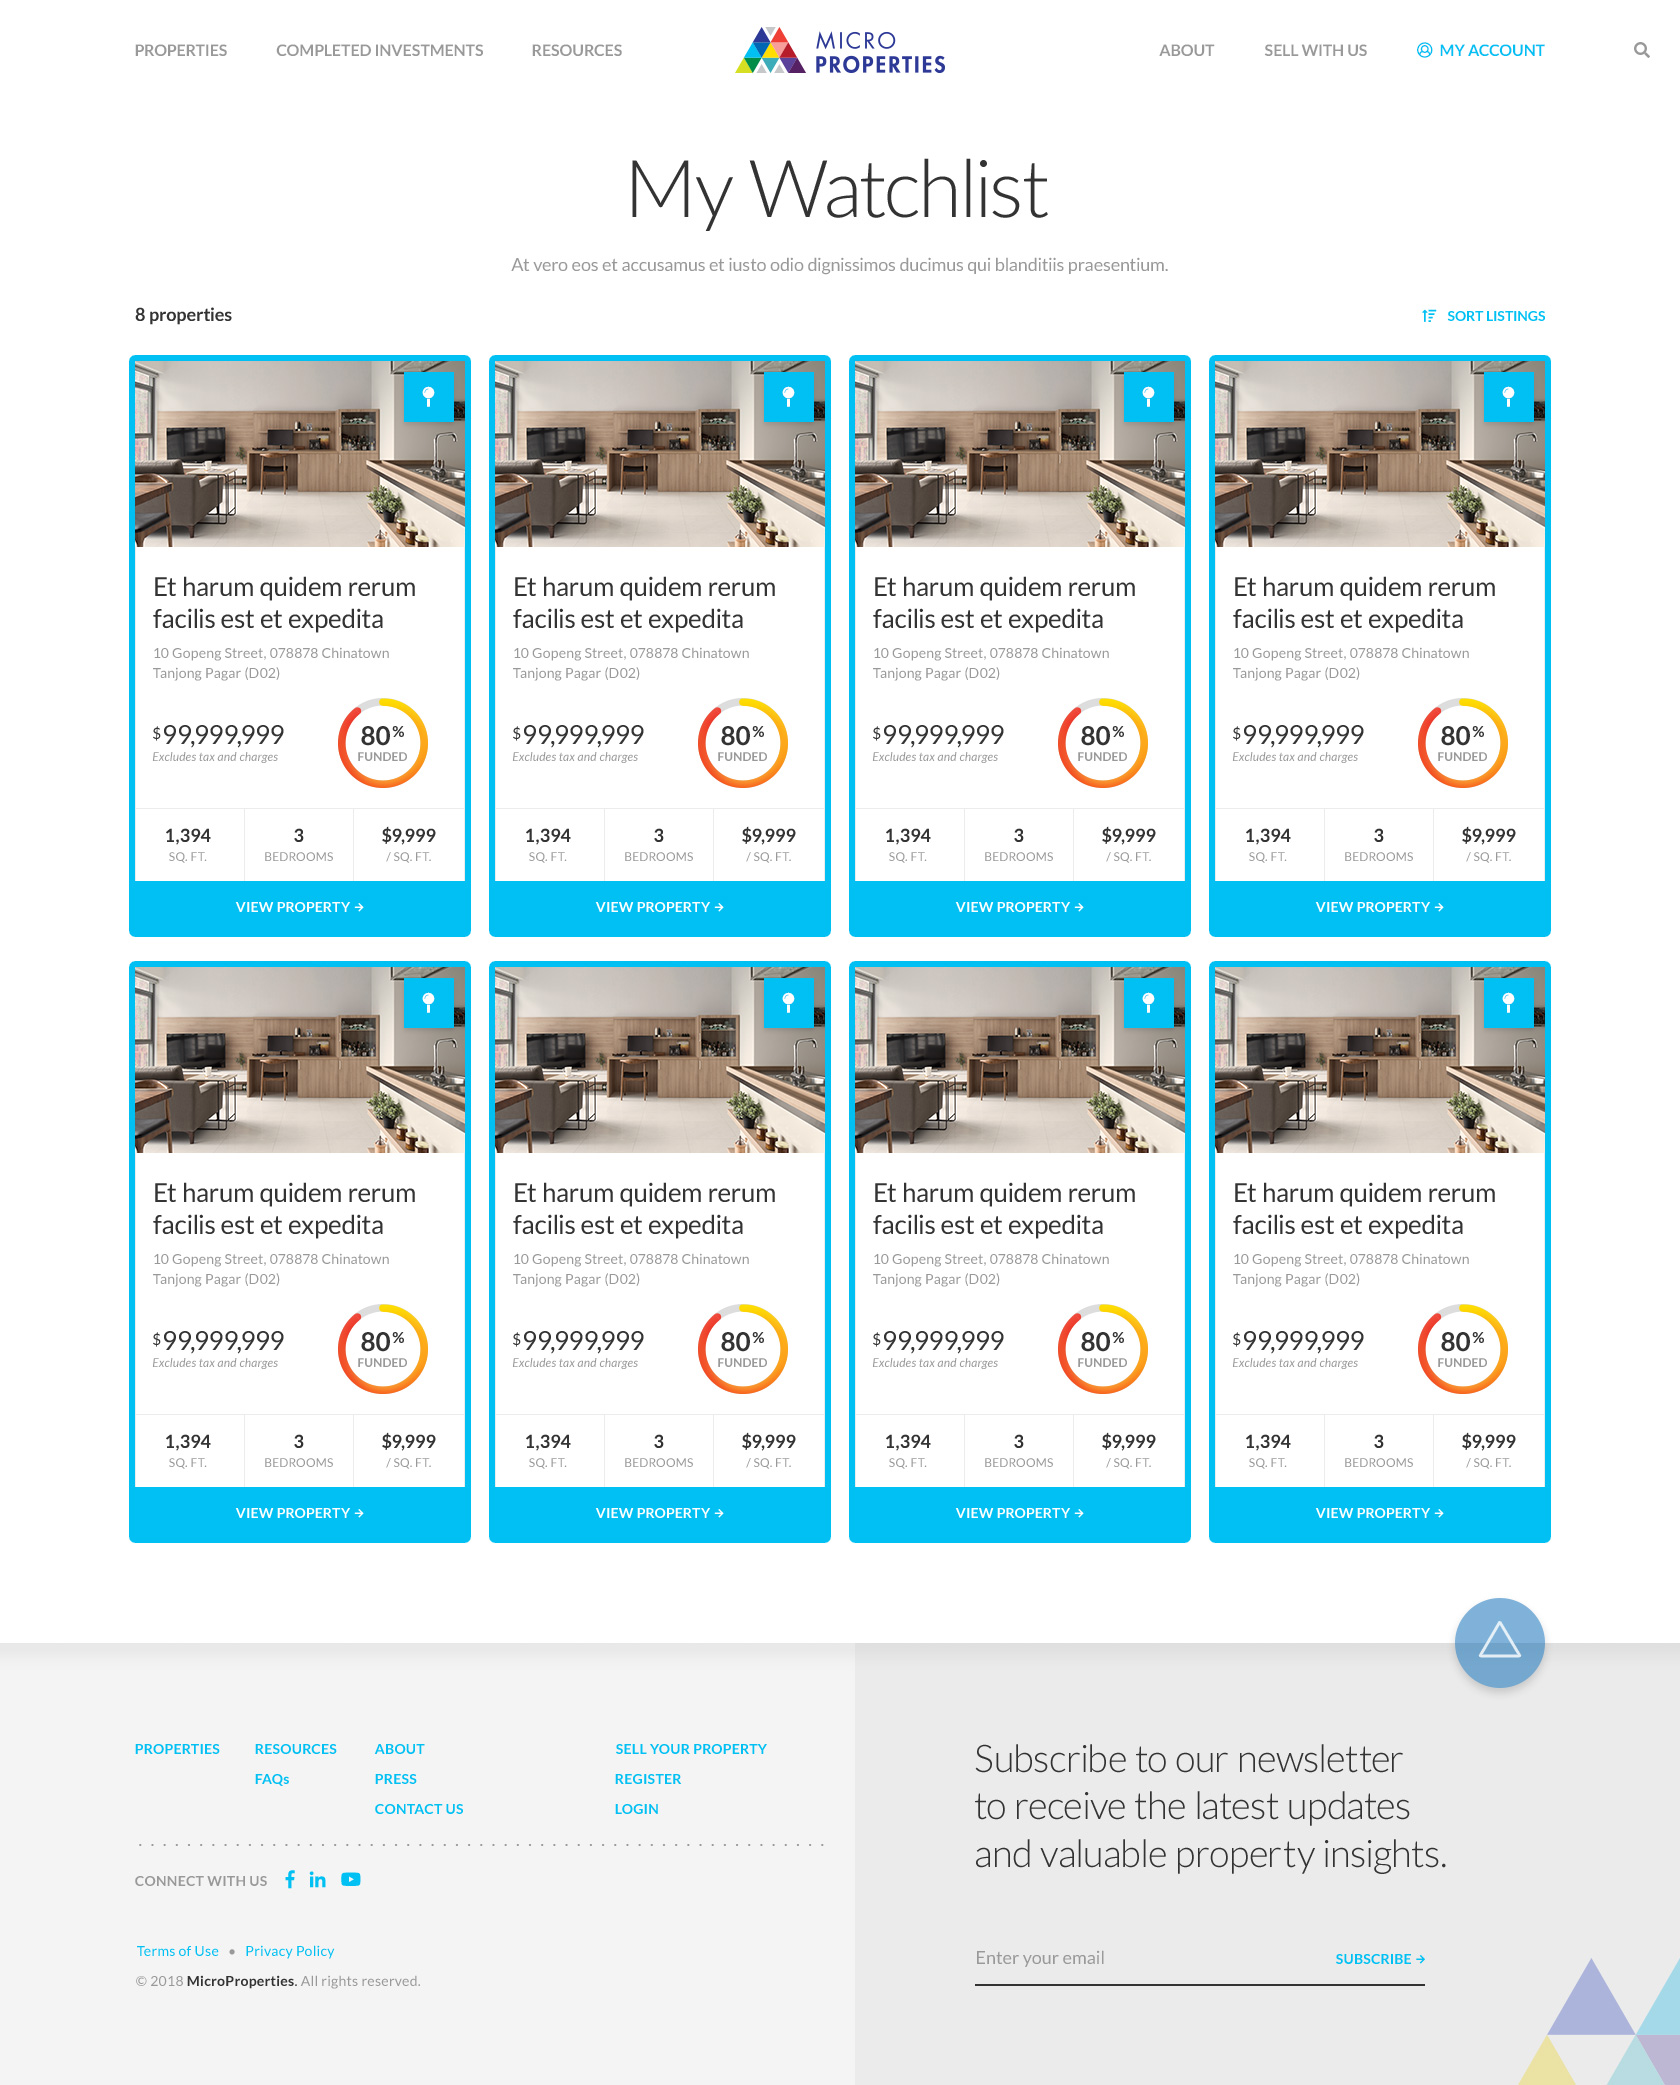 PROPERTIES COMPLETED INVESTMENTS RESOURCES MICRO PROPERTIES ABOUT SELL WITH US MY ACCOUNT
My Watchlist
At vero eos et accusamus et iusto odio dignissimos ducimus qui blanditiis praesentium.
8 properties SORT LISTINGS
Et harum quidem rerum
facilis est et expedita
10 Gopeng Street, 078878 Chinatown
Tanjong Pagar (D02)
$99,999,999
Excludes tax and charges
80%
FUNDED
1,394 3 $9,999
SQ. FT. BEDROOMS / SQ. FT.
VIEW PROPERTY →
Et harum quidem rerum
facilis est et expedita
10 Gopeng Street, 078878 Chinatown
Tanjong Pagar (D02)
$99,999,999
Excludes tax and charges
80%
FUNDED
1,394 3 $9,999
SQ. FT. BEDROOMS / SQ. FT.
VIEW PROPERTY →
Et harum quidem rerum
facilis est et expedita
10 Gopeng Street, 078878 Chinatown
Tanjong Pagar (D02)
$99,999,999
Excludes tax and charges
80%
FUNDED
1,394 3 $9,999
SQ. FT. BEDROOMS / SQ. FT.
VIEW PROPERTY →
Et harum quidem rerum
facilis est et expedita
10 Gopeng Street, 078878 Chinatown
Tanjong Pagar (D02)
$99,999,999
Excludes tax and charges
80%
FUNDED
1,394 3 $9,999
SQ. FT. BEDROOMS / SQ. FT.
VIEW PROPERTY →
Et harum quidem rerum
facilis est et expedita
10 Gopeng Street, 078878 Chinatown
Tanjong Pagar (D02)
$99,999,999
Excludes tax and charges
80%
FUNDED
1,394 3 $9,999
SQ. FT. BEDROOMS / SQ. FT.
VIEW PROPERTY →
Et harum quidem rerum
facilis est et expedita
10 Gopeng Street, 078878 Chinatown
Tanjong Pagar (D02)
$99,999,999
Excludes tax and charges
80%
FUNDED
1,394 3 $9,999
SQ. FT. BEDROOMS / SQ. FT.
VIEW PROPERTY →
Et harum quidem rerum
facilis est et expedita
10 Gopeng Street, 078878 Chinatown
Tanjong Pagar (D02)
$99,999,999
Excludes tax and charges
80%
FUNDED
1,394 3 $9,999
SQ. FT. BEDROOMS / SQ. FT.
VIEW PROPERTY →
Et harum quidem rerum
facilis est et expedita
10 Gopeng Street, 078878 Chinatown
Tanjong Pagar (D02)
$99,999,999
Excludes tax and charges
80%
FUNDED
1,394 3 $9,999
SQ. FT. BEDROOMS / SQ. FT.
VIEW PROPERTY →
PROPERTIES RESOURCES ABOUT SELL YOUR PROPERTY
FAQs PRESS REGISTER
CONTACT US LOGIN
CONNECT WITH US
Terms of Use • Privacy Policy
© 2018 MicroProperties. All rights reserved.
Subscribe to our newsletter
to receive the latest updates
and valuable property insights.
Enter your email SUBSCRIBE →